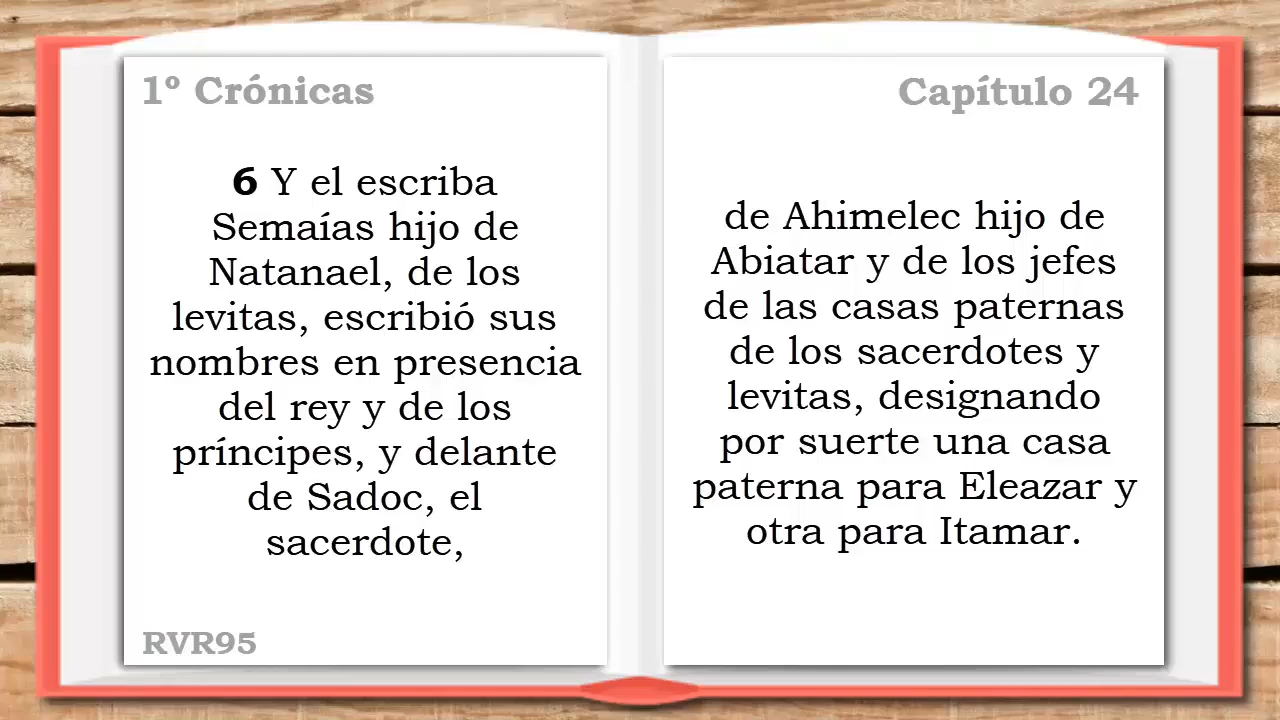 1º Crónicas
6 Y el escriba
Semaías hijo de
Natanael, de los
levitas, escribió sus
nombres en presencia
del rey y de los
príncipes, y delante
de Sadoc, el
sacerdote,
RVR95
Capítulo 24
de Ahimelec hijo de
Abiatar y de los jefes
de las casas paternas
de los sacerdotes y
levitas, designando
por suerte una casa
paterna para Eleazar y
otra para Itamar.